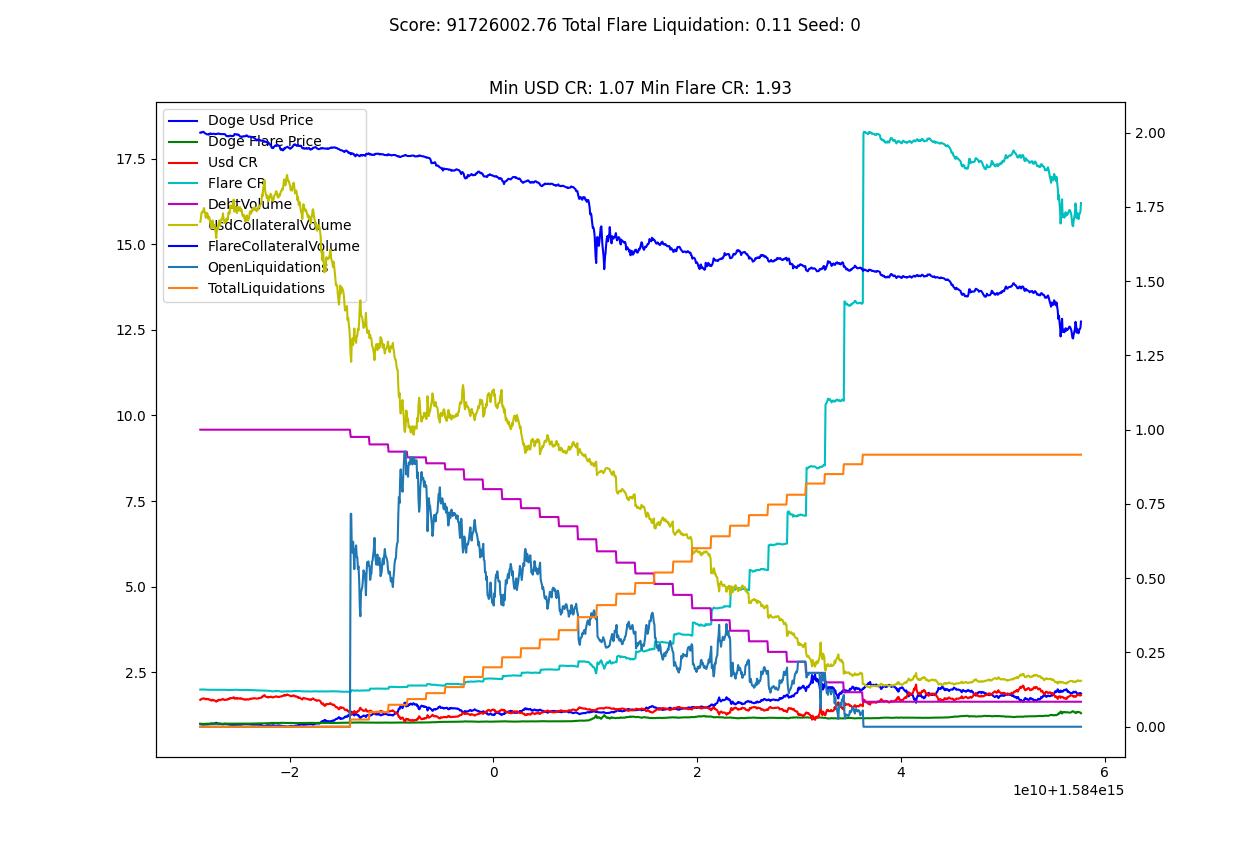 Score: 91726002.76 Total Flare Liquidation: 0.11 Seed: 0
Min USD CR: 1.07 Min Flare CR: 1.93
Doge Usd Price
Doge Flare Price
Usd CR
Flare CR
DebtVolume
UsdCollateralVolume
FlareCollateralVolume
OpenLiquidations
TotalLiquidations
17.5
15.0
12.5
10.0
7.5
5.0
2.5
2.00
1.75
1.50
1.25
1.00
0.75
0.50
0.25
0.00
−2
0
2
4
6
1e10+1.584e15